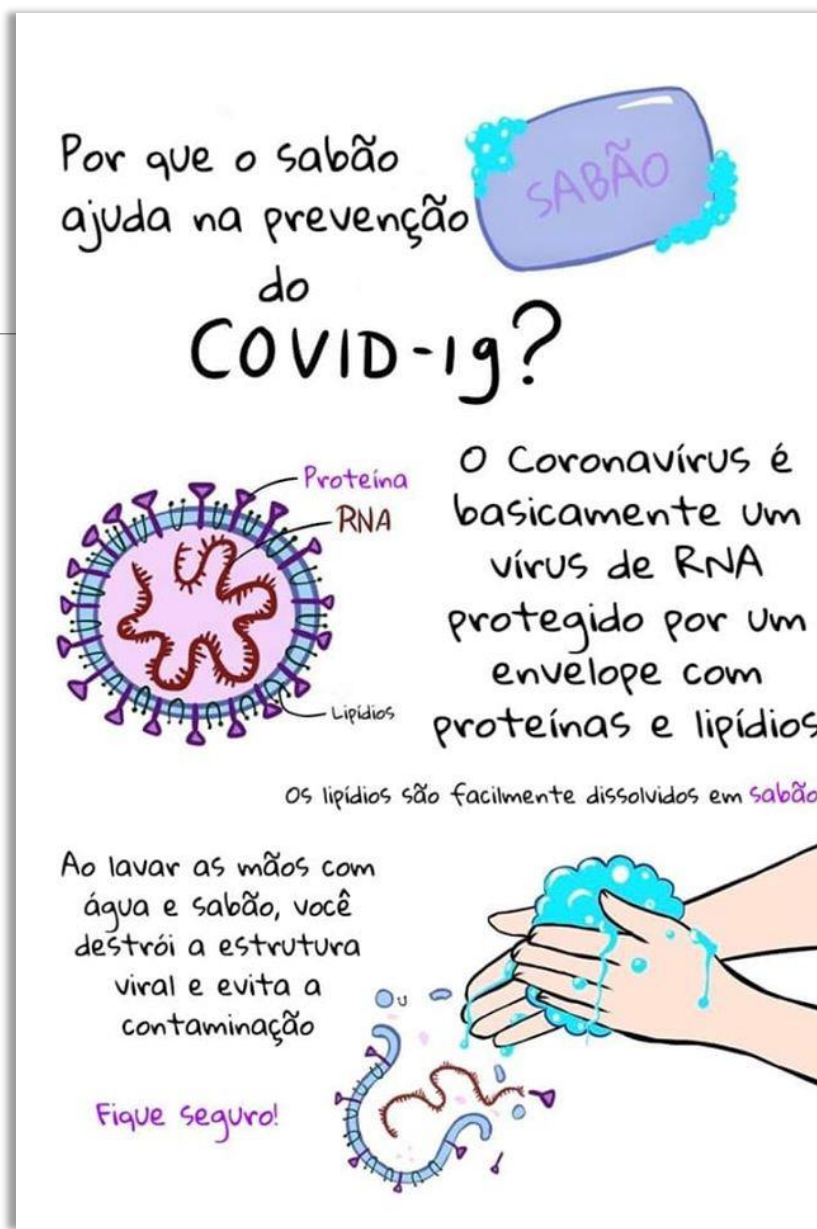 Por que o sabão
ajuda na prevenção
do
COVID-19?
SABÃO
Proteína
RNA
Lipídios
O Coronavírus é
basicamente um
vírus de RNA
protegido por um
envelope com
proteínas e lipídios
Os lipídios são facilmente dissolvidos em sabão
Ao lavar as mãos com
água e sabão, você
destrói a estrutura
viral e evita a
contaminação
Fique seguro!